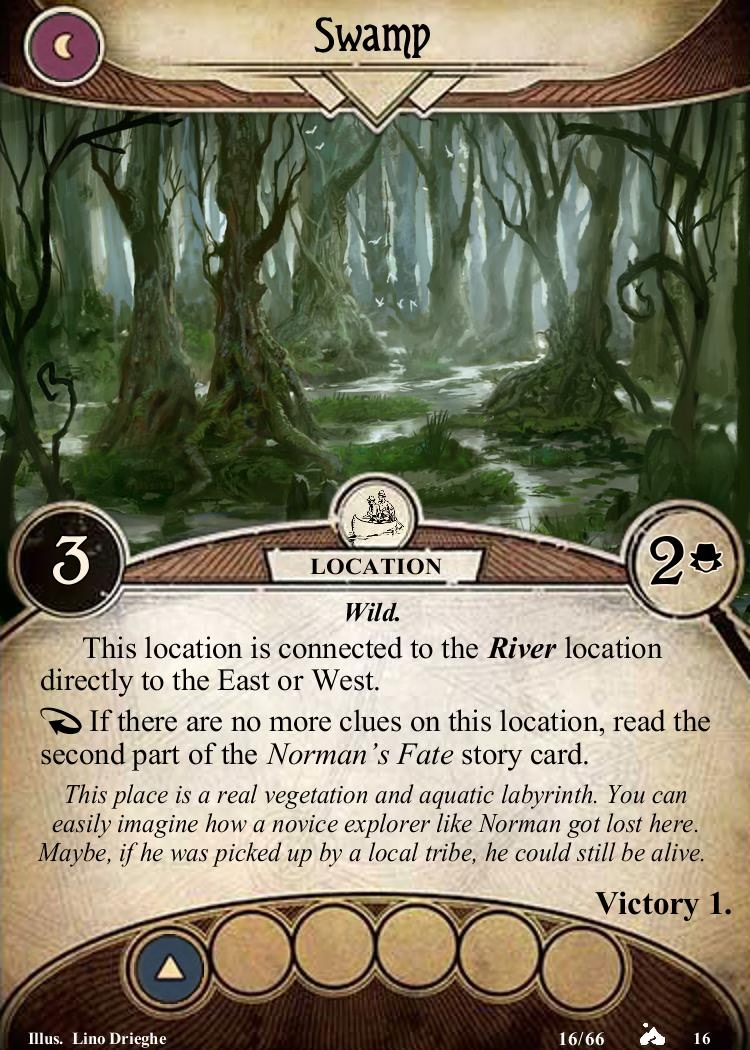 Swamp
3
LOCATION
2
Wild.
This location is connected to the River location
directly to the East or West.
If there are no more clues on this location, read the
second part of the Norman’s Fate story card.
This place is a real vegetation and aquatic labyrinth. You can
easily imagine how a novice explorer like Norman got lost here.
Maybe, if he was picked up by a local tribe, he could still be alive.
Victory 1.
Illus. Lino Drieghe
16/66
16